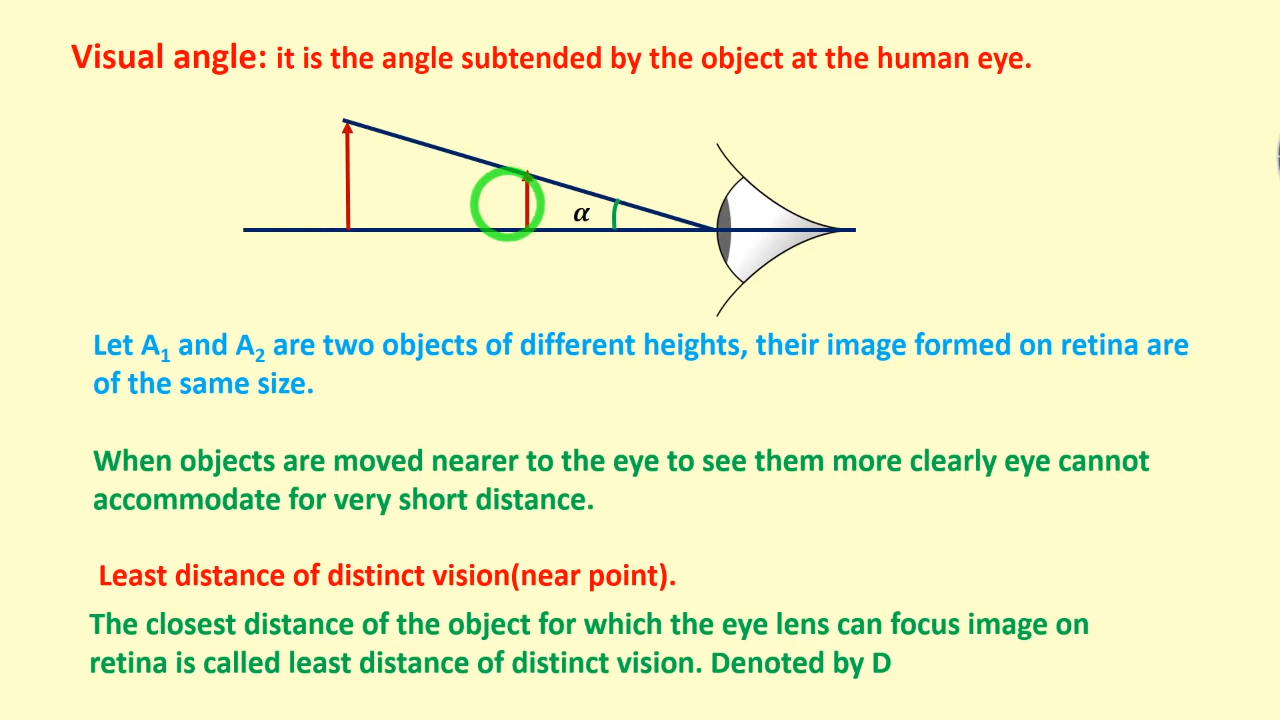 Visual angle: it is the angle subtended by the object at the human eye.
α
Let A₁ and A₂ are two objects of different heights, their image formed on retina are
of the same size.
When objects are moved nearer to the eye to see them more clearly eye cannot
accommodate for very short distance.
Least distance of distinct vision(near point).
The closest distance of the object for which the eye lens can focus image on
retina is called least distance of distinct vision. Denoted by D